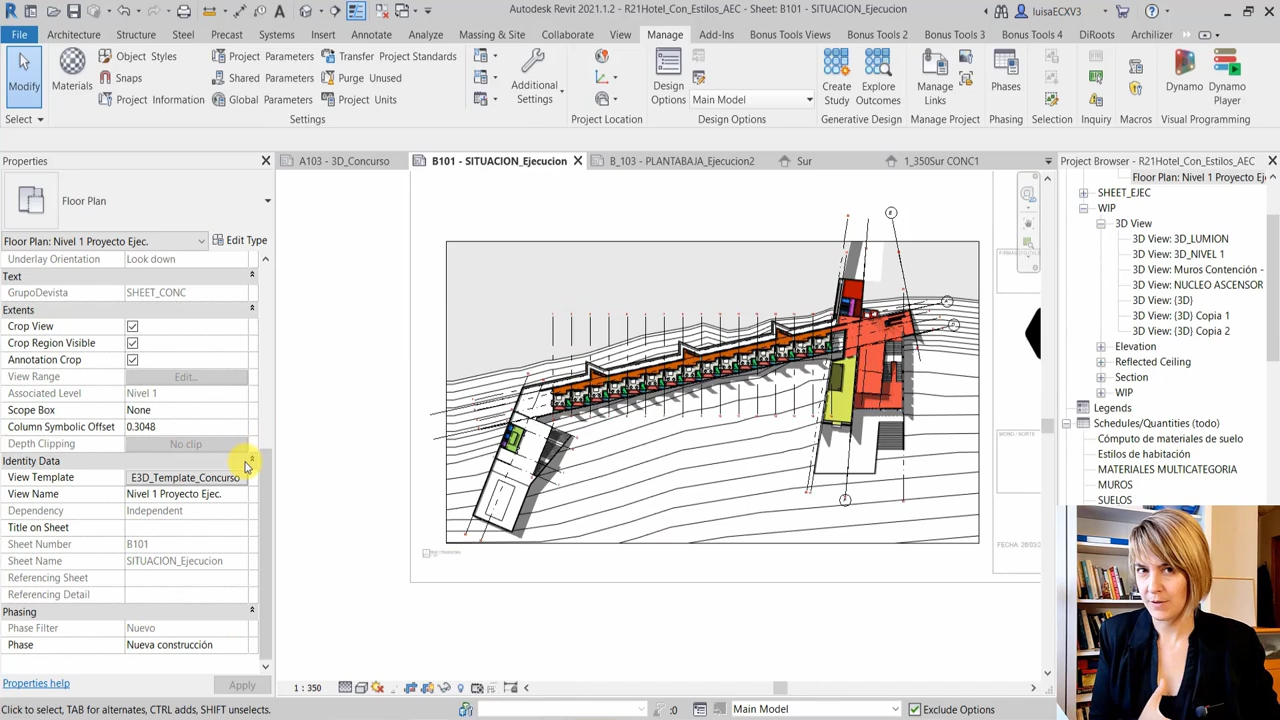 Autodesk Revit 2021.1.2 - R21Hotel_Con_Estilos_AEC - Sheet: B101 - SITUACION_Ejecucion
luisaECXV3
File Architecture Structure Steel Precast Systems Insert Annotate Analyze Massing & Site Collaborate View Manage Add-Ins Bonus Tools Views Bonus Tools 2 Bonus Tools 3 Bonus Tools 4 DiRoots Archilizer
Modify
Materials
Object Styles
Snaps
Project Information
Project Parameters
Shared Parameters
Global Parameters
Transfer Project Standards
Purge Unused
Project Units
Additional Settings
Design Options
Main Model
Create Study
Explore Outcomes
Manage Links
Phases
Dynamo
Dynamo Player
Select Settings Project Location Design Options Generative Design Manage Project Phasing Selection Inquiry Macros Visual Programming
Properties
A103 - 3D_Concurso
B101 - SITUACION_Ejecucion
B_103 - PLANTABAJA_Ejecucion2
Sur
1_350Sur CONC1
Project Browser - R21Hotel_Con_Estilos_AEC
Floor Plan
Floor Plan: Nivel 1 Proyecto Ejec.
Edit Type
Underlay Orientation Look down
Text
GrupoDevista SHEET_CONC
Extents
Crop View
Crop Region Visible
Annotation Crop
View Range Edit...
Associated Level Nivel 1
Scope Box None
Column Symbolic Offset 0.3048
Depth Clipping No clip
Identity Data
View Template E3D_Template_Concurso
View Name Nivel 1 Proyecto Ejec.
Dependency Independent
Title on Sheet
Sheet Number B101
Sheet Name SITUACION_Ejecucion
Referencing Sheet
Referencing Detail
Phasing
Phase Filter Nuevo
Phase Nueva construcción
Properties help
Apply
FECHA: 26/03/
1 : 350
Floor Plan: Nivel 1 Proyecto Eje
SHEET_EJEC
WIP
3D View
3D View: 3D_LUMION
3D View: 3D_NIVEL 1
3D View: Muros Contención -
3D View: NUCLEO ASCENSOR
3D View: {3D}
3D View: {3D} Copia 1
3D View: {3D} Copia 2
Elevation
Reflected Ceiling
Section
WIP
Legends
Schedules/Quantities (todo)
Cómputo de materiales de suelo
Estilos de habitación
MATERIALES MULTICATEGORIA
MUROS
SUELOS
Click to select, TAB for alternates, CTRL adds, SHIFT unselects.
:0
Main Model
Exclude Options